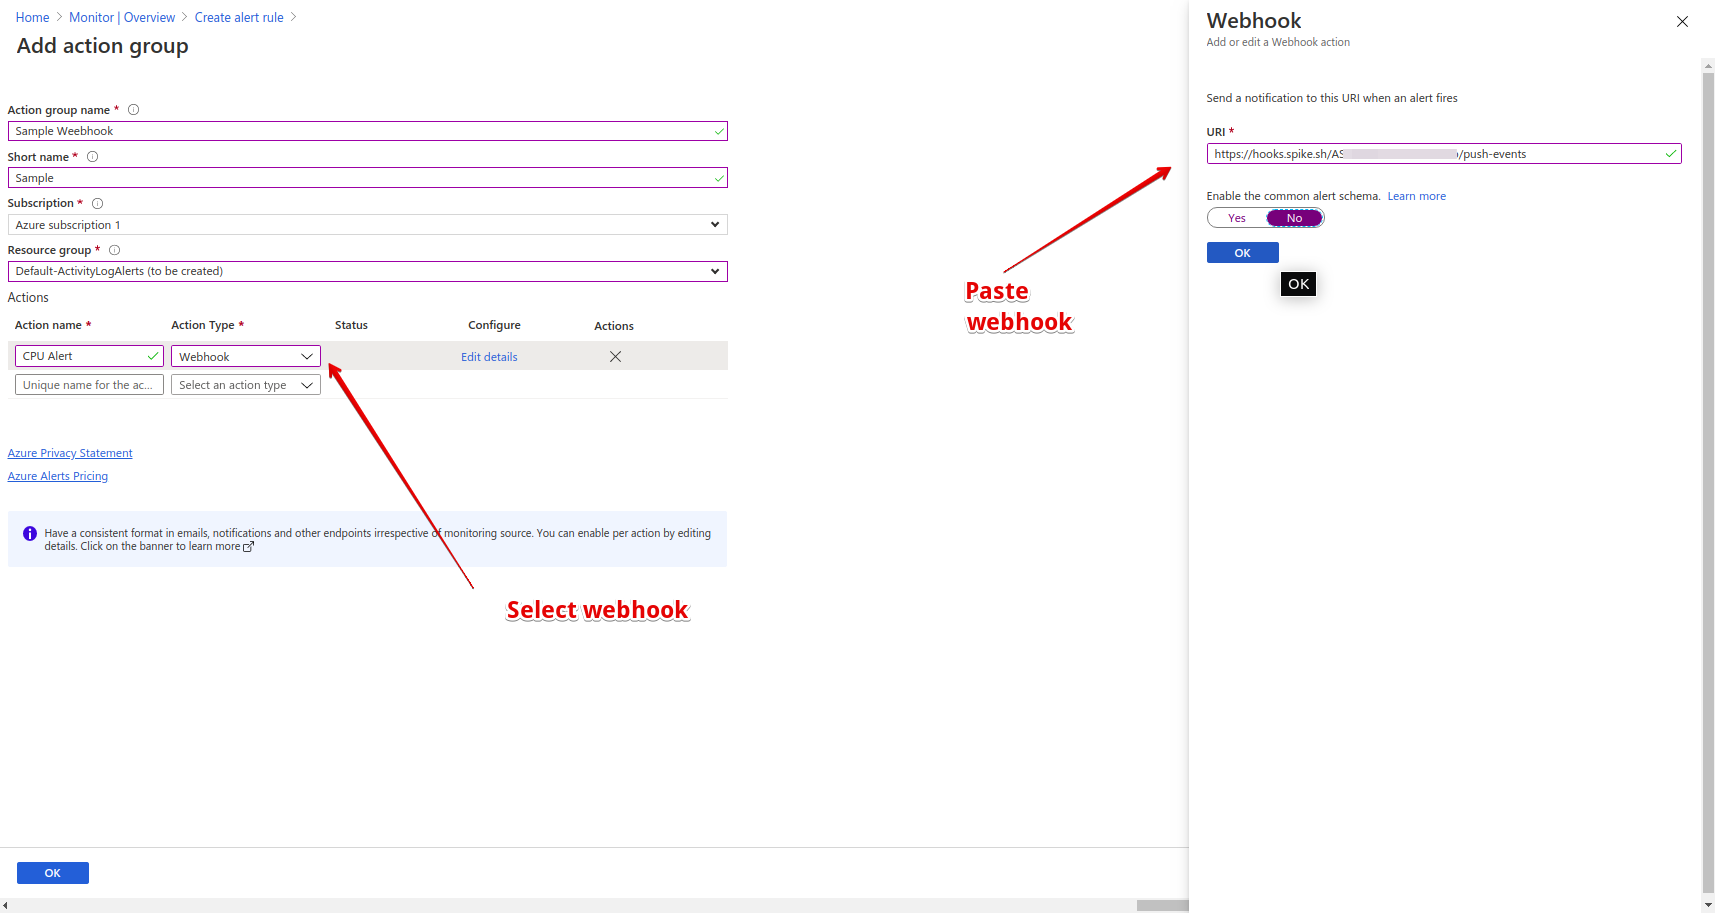 Home > Monitor | Overview > Create alert rule >
Add action group
Action group name *
Sample Weebhook
Short name *
Sample
Subscription *
Azure subscription 1
Resource group *
Default-ActivityLogAlerts (to be created)
Actions
Action name * Action Type * Status Configure Actions
CPU Alert Webhook Edit details
Unique name for the ac... Select an action type
Azure Privacy Statement
Azure Alerts Pricing
Have a consistent format in emails, notifications and other endpoints irrespective of monitoring source. You can enable per action by editing
details. Click on the banner to learn more
Select webhook
Paste
webhook
OK
Webhook
Add or edit a Webhook action
Send a notification to this URI when an alert fires
URI *
https://hooks.spike.sh/AS /push-events
Enable the common alert schema. Learn more
Yes No
OK
OK